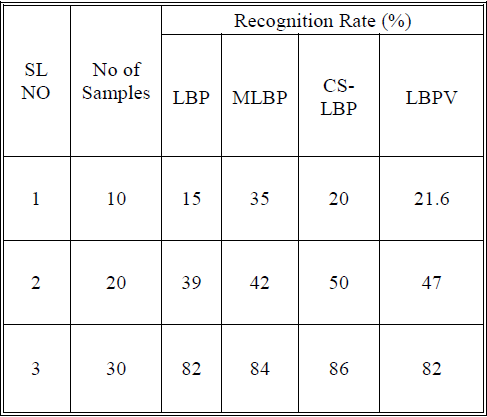 Recognition Rate (%)
SL NO
No of Samples
LBP
MLBP
CS-
LBP
LBPV
1 10 15 35 20 21.6
2 20 39 42 50 47
3 30 82 84 86 82